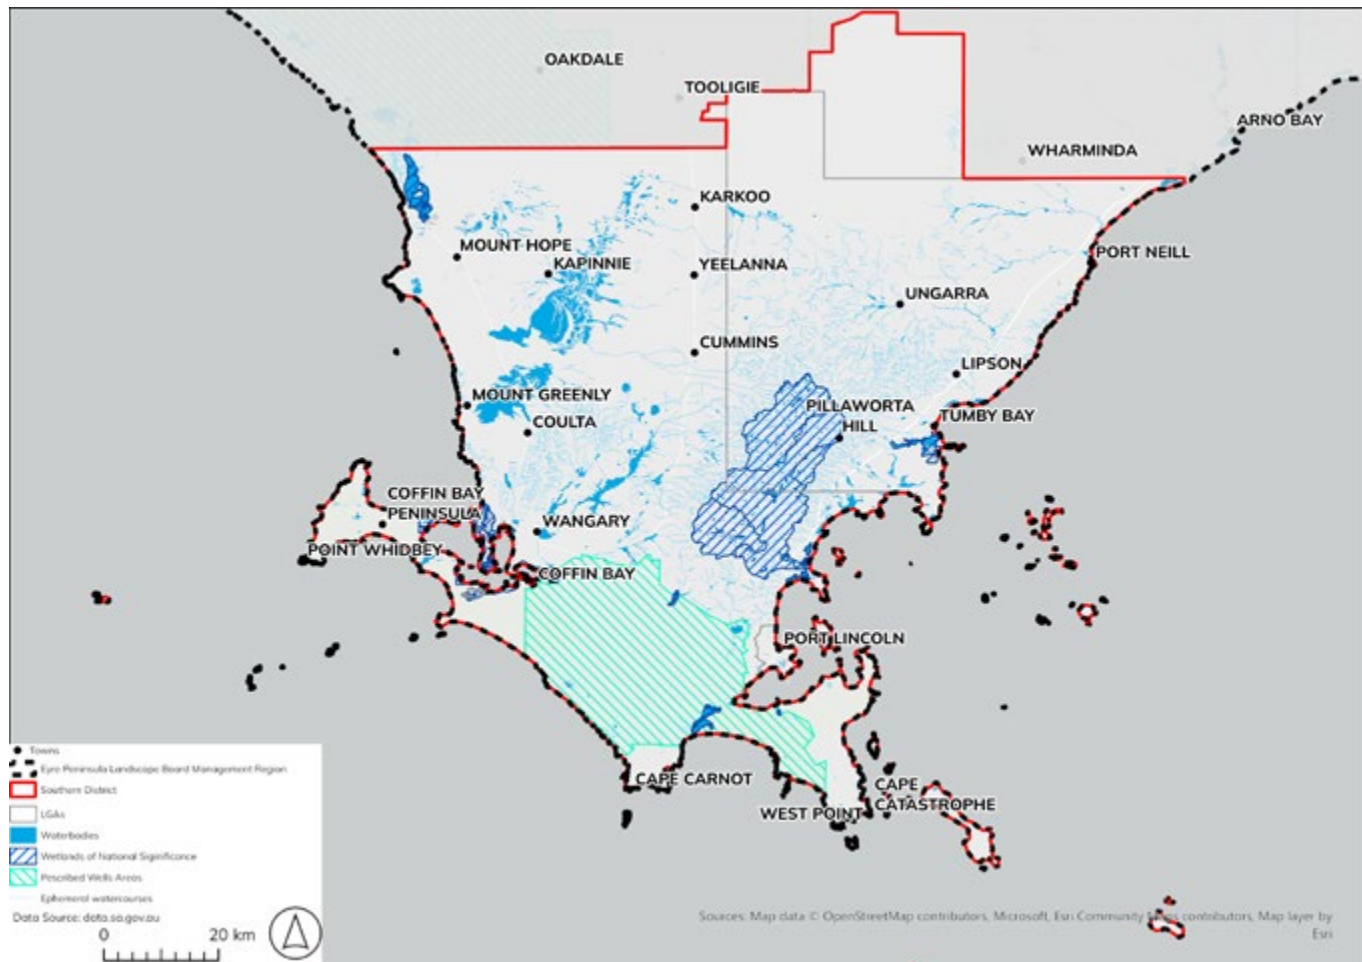 OAKDALE
TOOLIGIE
ARNO BAY
WHARMINDA
KARKOO
MOUNT HOPE
PORT NEILL
KAPINNIE
YEELANNA
UNGARRA
CUMMINS
LIPSON
MOUNT GREENLY
PILLAWORTA
HILL
TUMBY BAY
COULTA
COFFIN BAY
PENINSULA
WANGARY
POINT WHIDBEY
COFFIN BAY
PORT LINCOLN
CAPE CARNOT
CAPE
CATASTROPHE
WEST POINT
Towns
Eyre Peninsula Landscape Board Management Region
Southern District
LGAs
Waterbodies
Wetlands of National Siginificance
Pescribed Wells Areas
Ephemeral watercourses
Data Source: data.sa.gov.au
0 20 km
Sources: Map data © OpenStreetMap contributors, Microsoft, Esri Community Maps contributors, Map layer by
Esri